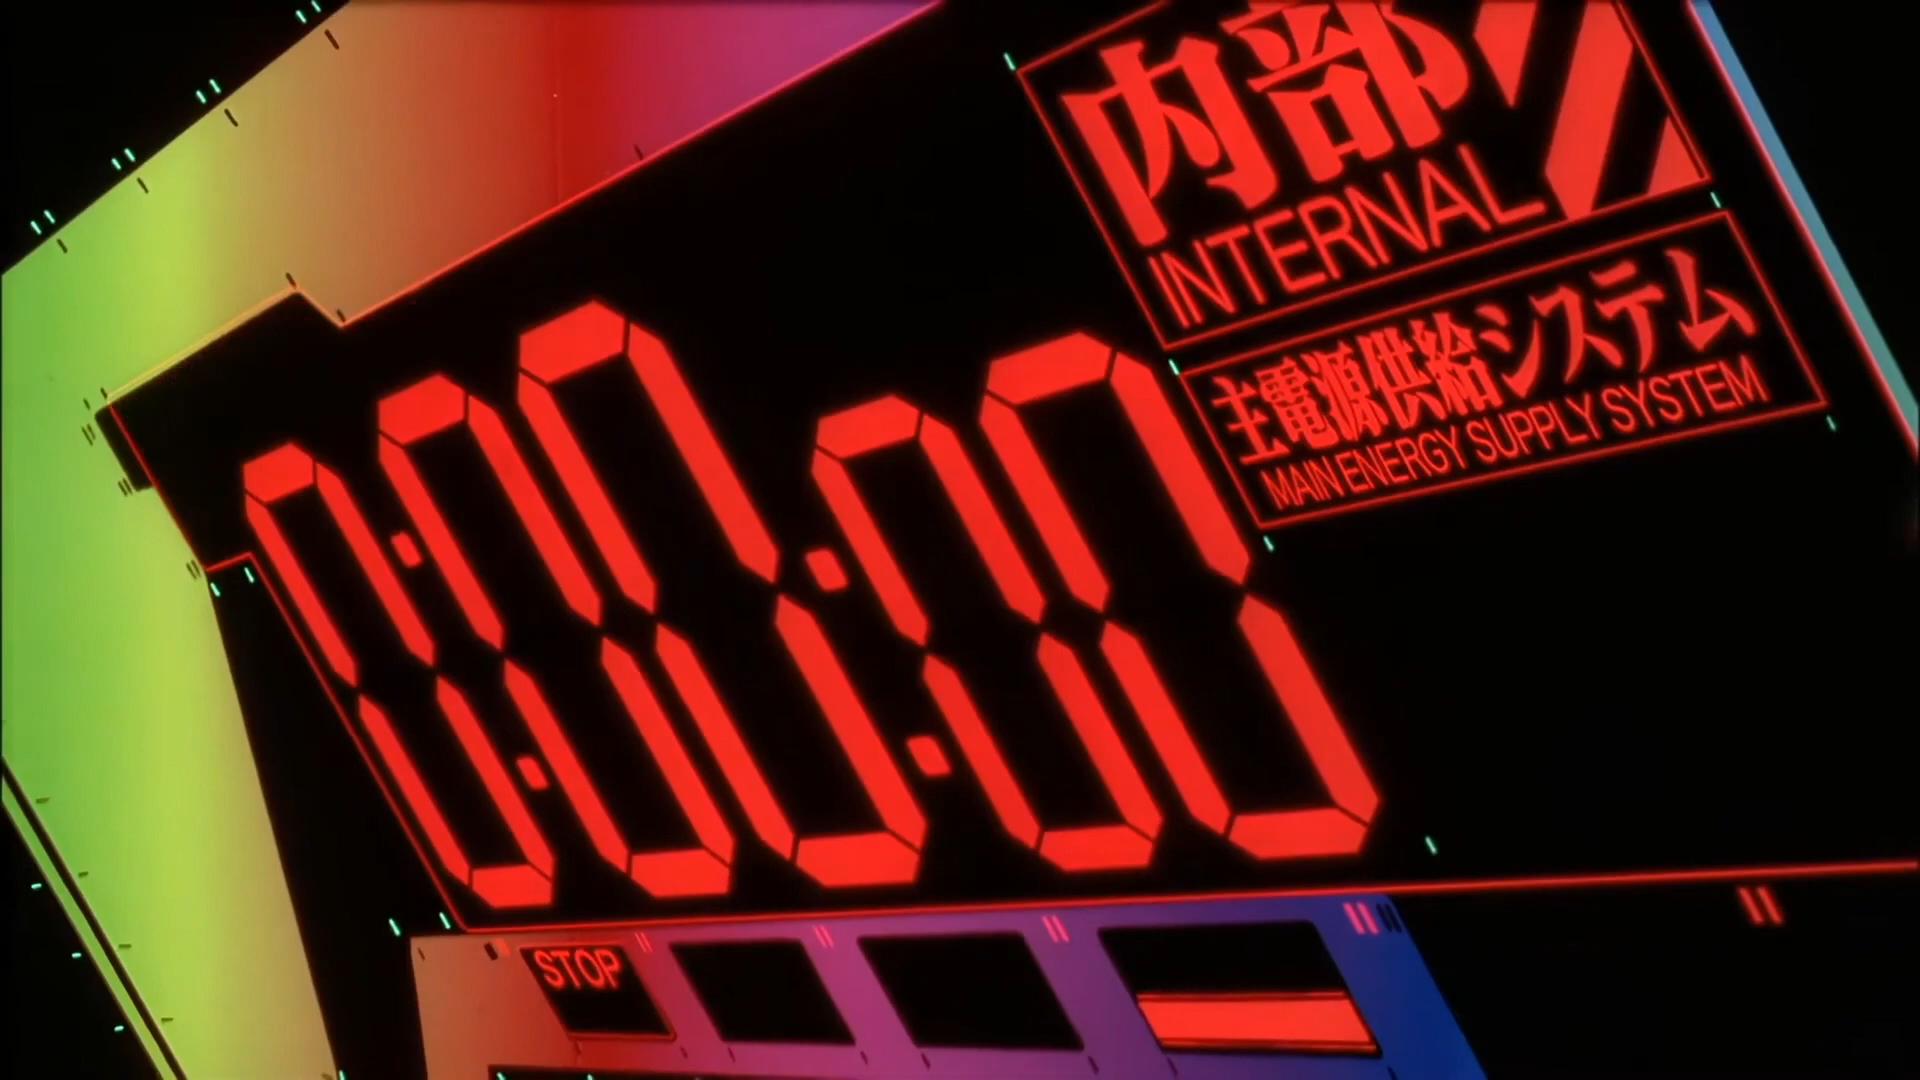 内部
INTERNAL
主電源供給システム
MAIN ENERGY SUPPLY SYSTEM
0:00:00
STOP